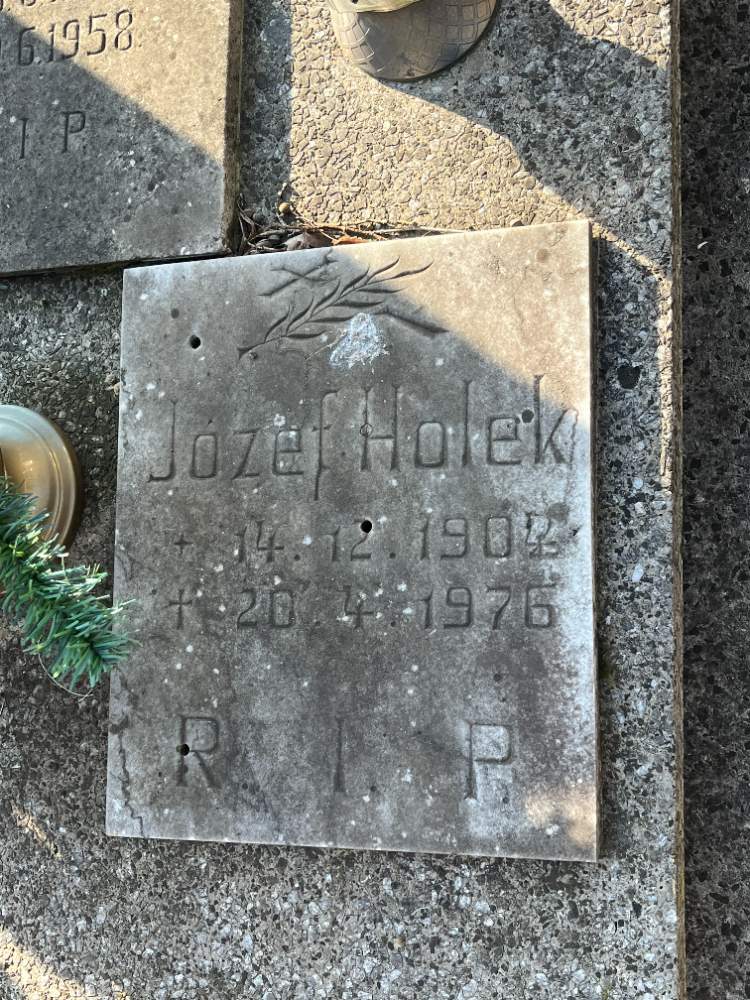 6.1958
I P.
Józef Holek
+ 14.12.1902
† 20.4.1976
R. I. P.